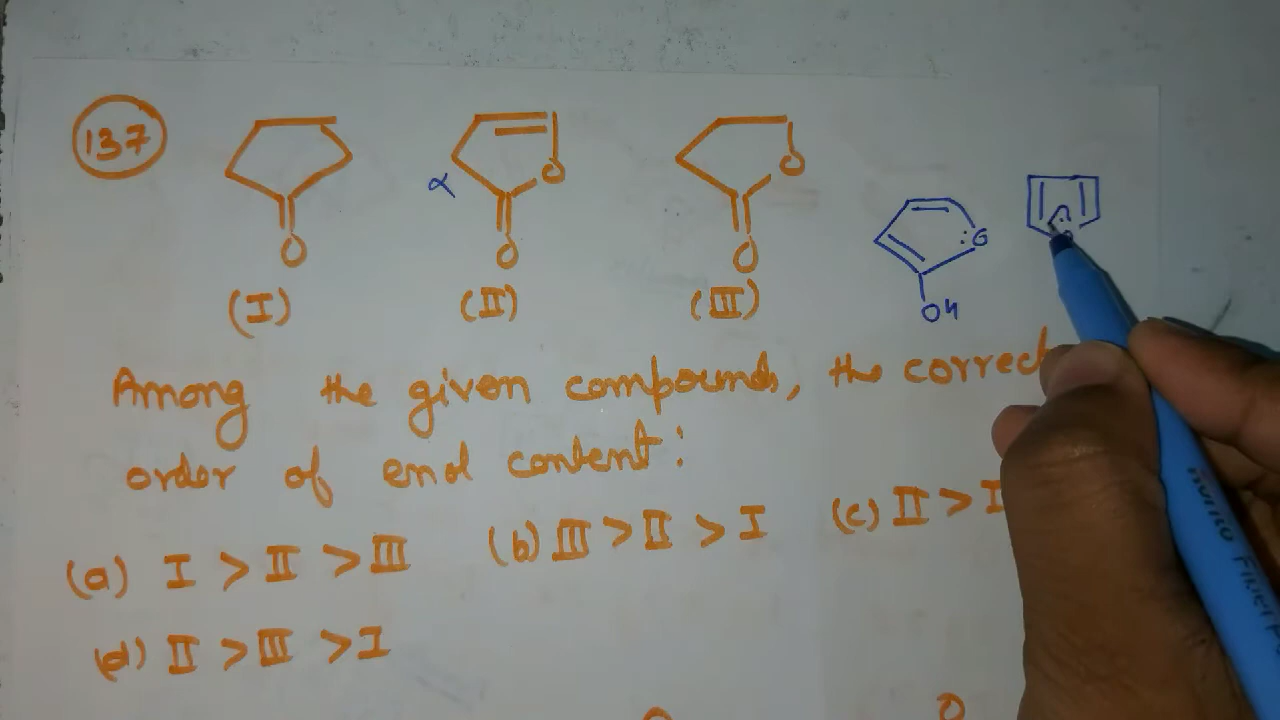 137
α
O
O
O
O
O
:O
OH
(I) (II) (III)
Among the given compounds, the correct
order of enol content:
(a) I > II > III (b) III > II > I (c) II > I
(d) II > III > I
O O